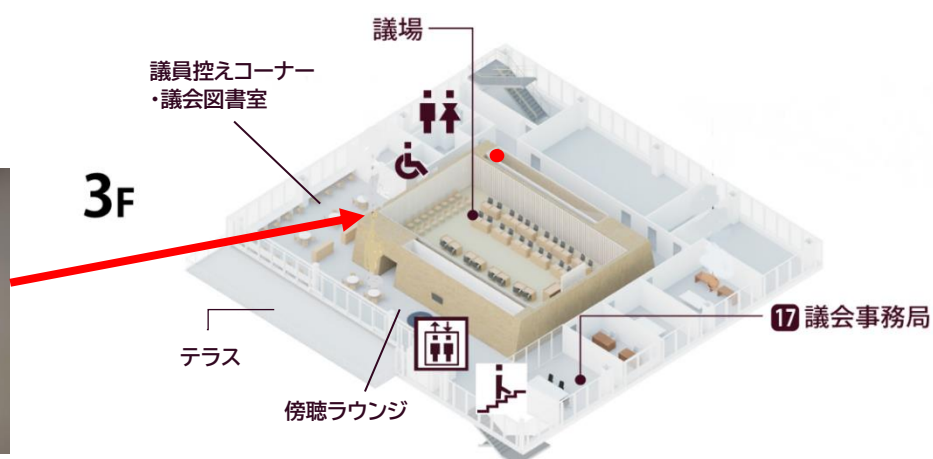 議場
議員控えコーナー
・議会図書室
3F
17 議会事務局
テラス
傍聴ラウンジ